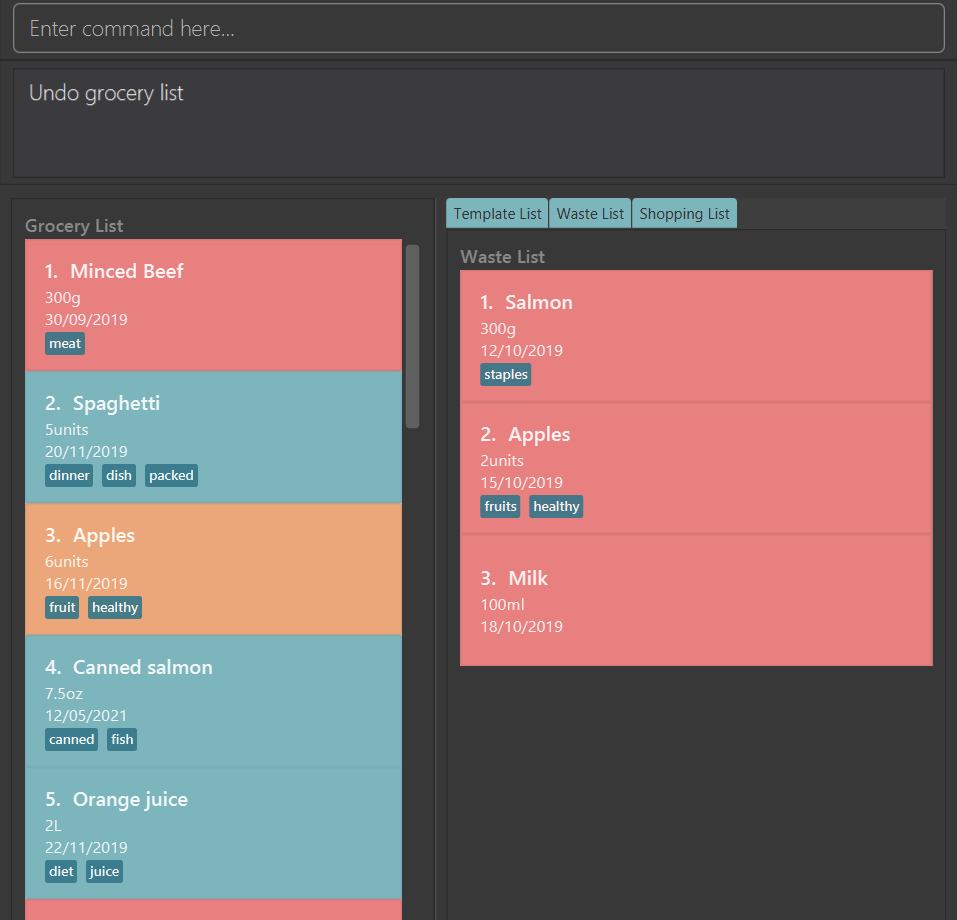 Enter command here...
Undo grocery list
Grocery List
1. Minced Beef
300g
30/09/2019
meat
2. Spaghetti
5units
20/11/2019
dinner dish packed
3. Apples
6units
16/11/2019
fruit healthy
4. Canned salmon
7.5oz
12/05/2021
canned fish
5. Orange juice
2L
22/11/2019
diet juice
Template List Waste List Shopping List
Waste List
1. Salmon
300g
12/10/2019
staples
2. Apples
2units
15/10/2019
fruits healthy
3. Milk
100ml
18/10/2019